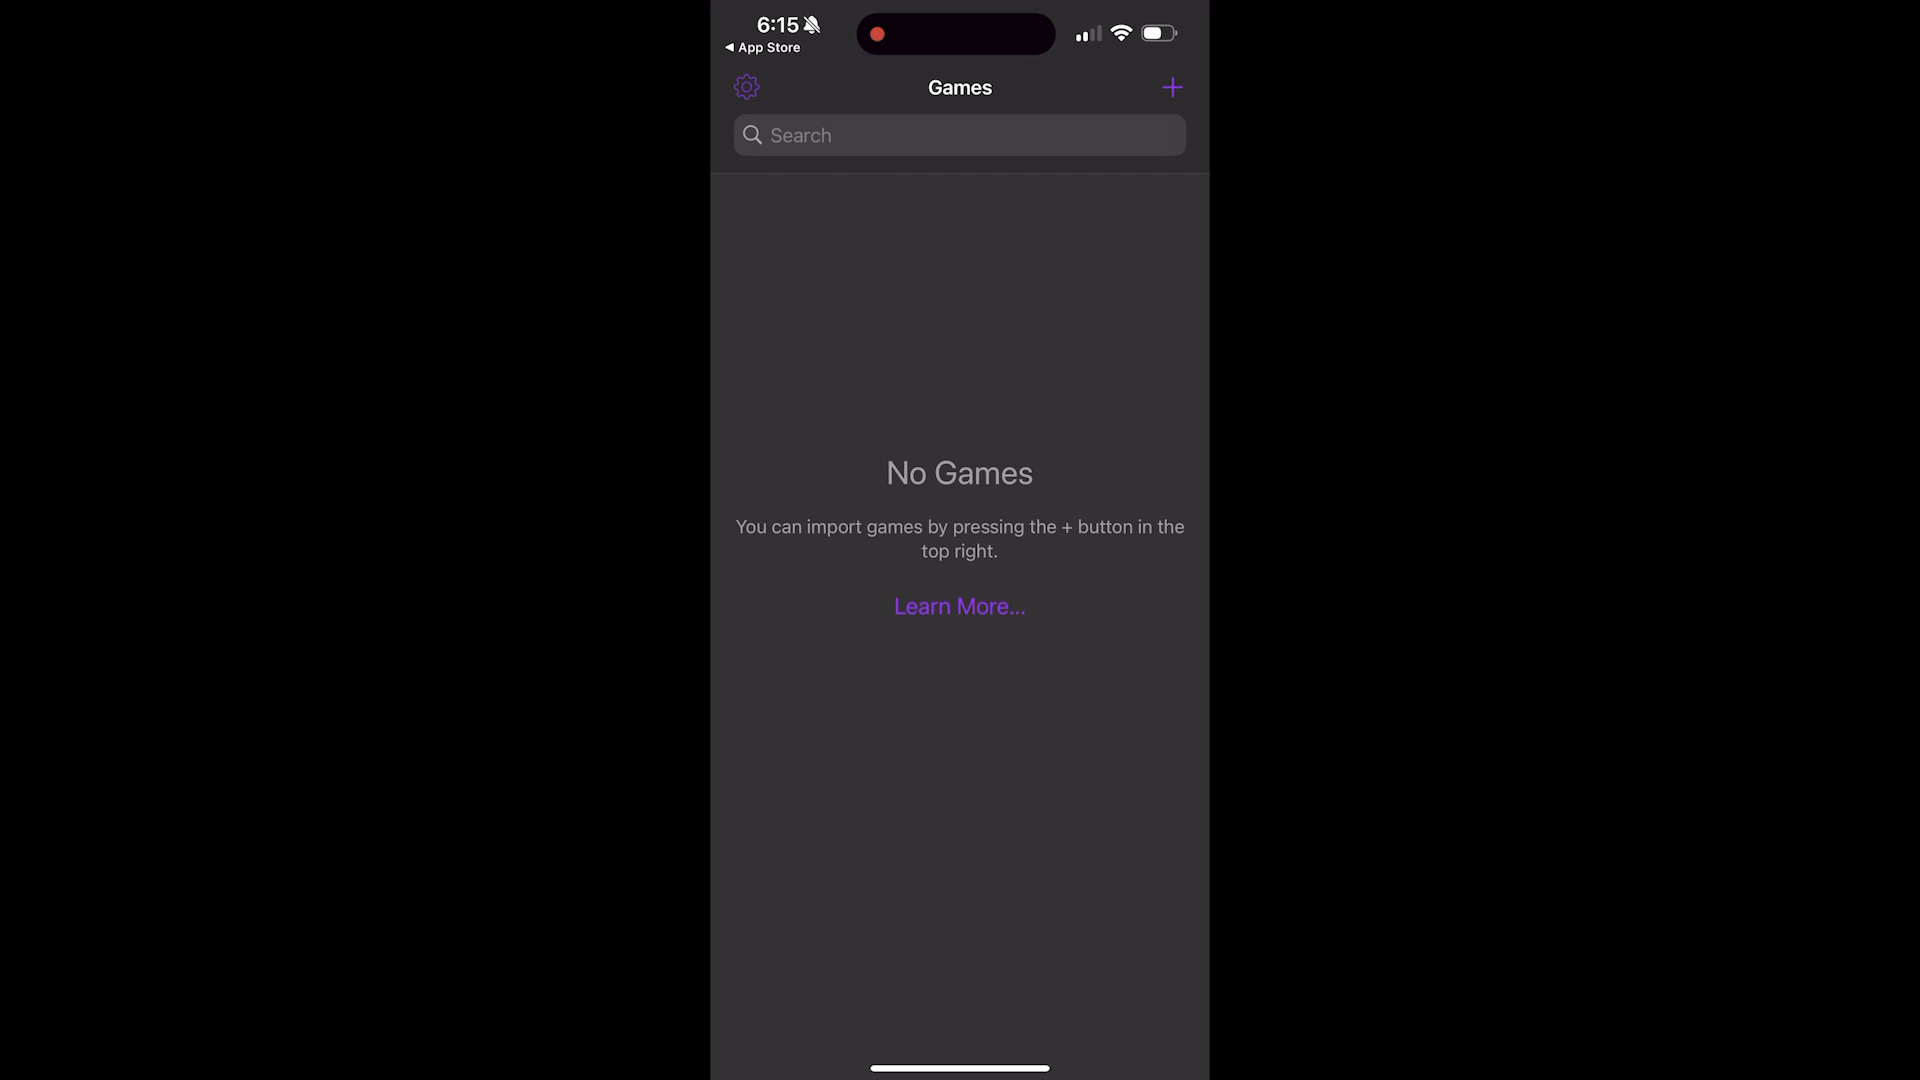 6:15
◀ App Store
Games
+
Search
No Games
You can import games by pressing the + button in the
top right.
Learn More...